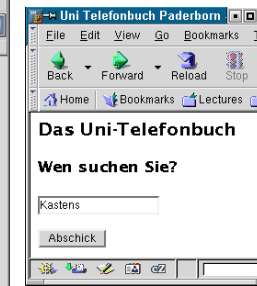 Uni Telefonbuch Paderborn
File Edit View Go Bookmarks
Back Forward Reload Stop
Home Bookmarks Lectures
Das Uni-Telefonbuch
Wen suchen Sie?
Kastens
Abschick